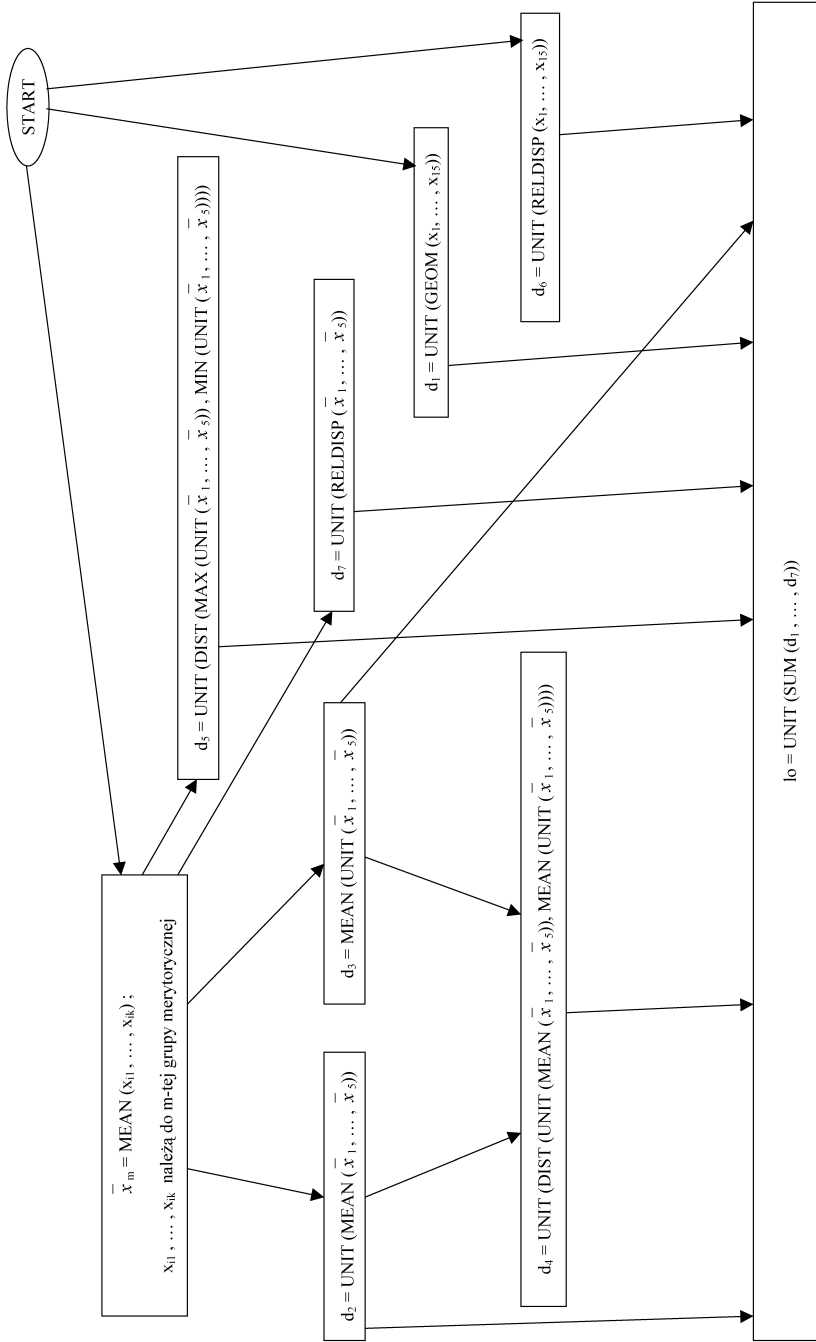 START
x̄ₘ = MEAN (xᵢ₁, … , xᵢₖ) ;
xᵢ₁ , … , xᵢₖ należą do m-tej grupy merytorycznej
d₅ = UNIT (DIST (MAX (UNIT (x̄₁, … , x̄₅)) , MIN (UNIT (x̄₁, … , x̄₅))))
d₂ = UNIT (MEAN (x̄₁, … , x̄₅))
d₃ = MEAN (UNIT (x̄₁, … , x̄₅))
d₇ = UNIT (RELDISP (x̄₁, … , x̄₅))
d₁ = UNIT (GEOM (x₁, … , x₁₅))
d₄ = UNIT (DIST (UNIT (MEAN (x̄₁, … , x̄₅)), MEAN (UNIT (x̄₁, … , x̄₅))))
d₆ = UNIT (RELDISP (x₁, … , x₁₅))
lo = UNIT (SUM (d₁, … , d₇))